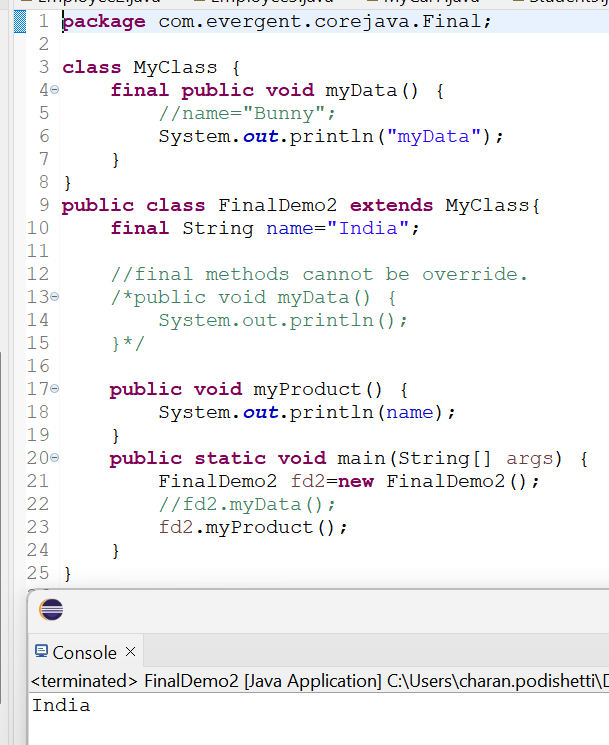 1 package com.evergent.corejava.Final;
2
3 class MyClass {
4     final public void myData() {
5         //name="Bunny";
6         System.out.println("myData");
7     }
8 }
9 public class FinalDemo2 extends MyClass{
10     final String name="India";
11
12     //final methods cannot be override.
13     /*public void myData() {
14         System.out.println();
15     }*/
16
17     public void myProduct() {
18         System.out.println(name);
19     }
20     public static void main(String[] args) {
21         FinalDemo2 fd2=new FinalDemo2();
22         //fd2.myData();
23         fd2.myProduct();
24     }
25 }
Console
<terminated> FinalDemo2 [Java Application] C:\Users\charan.podishetti\
India